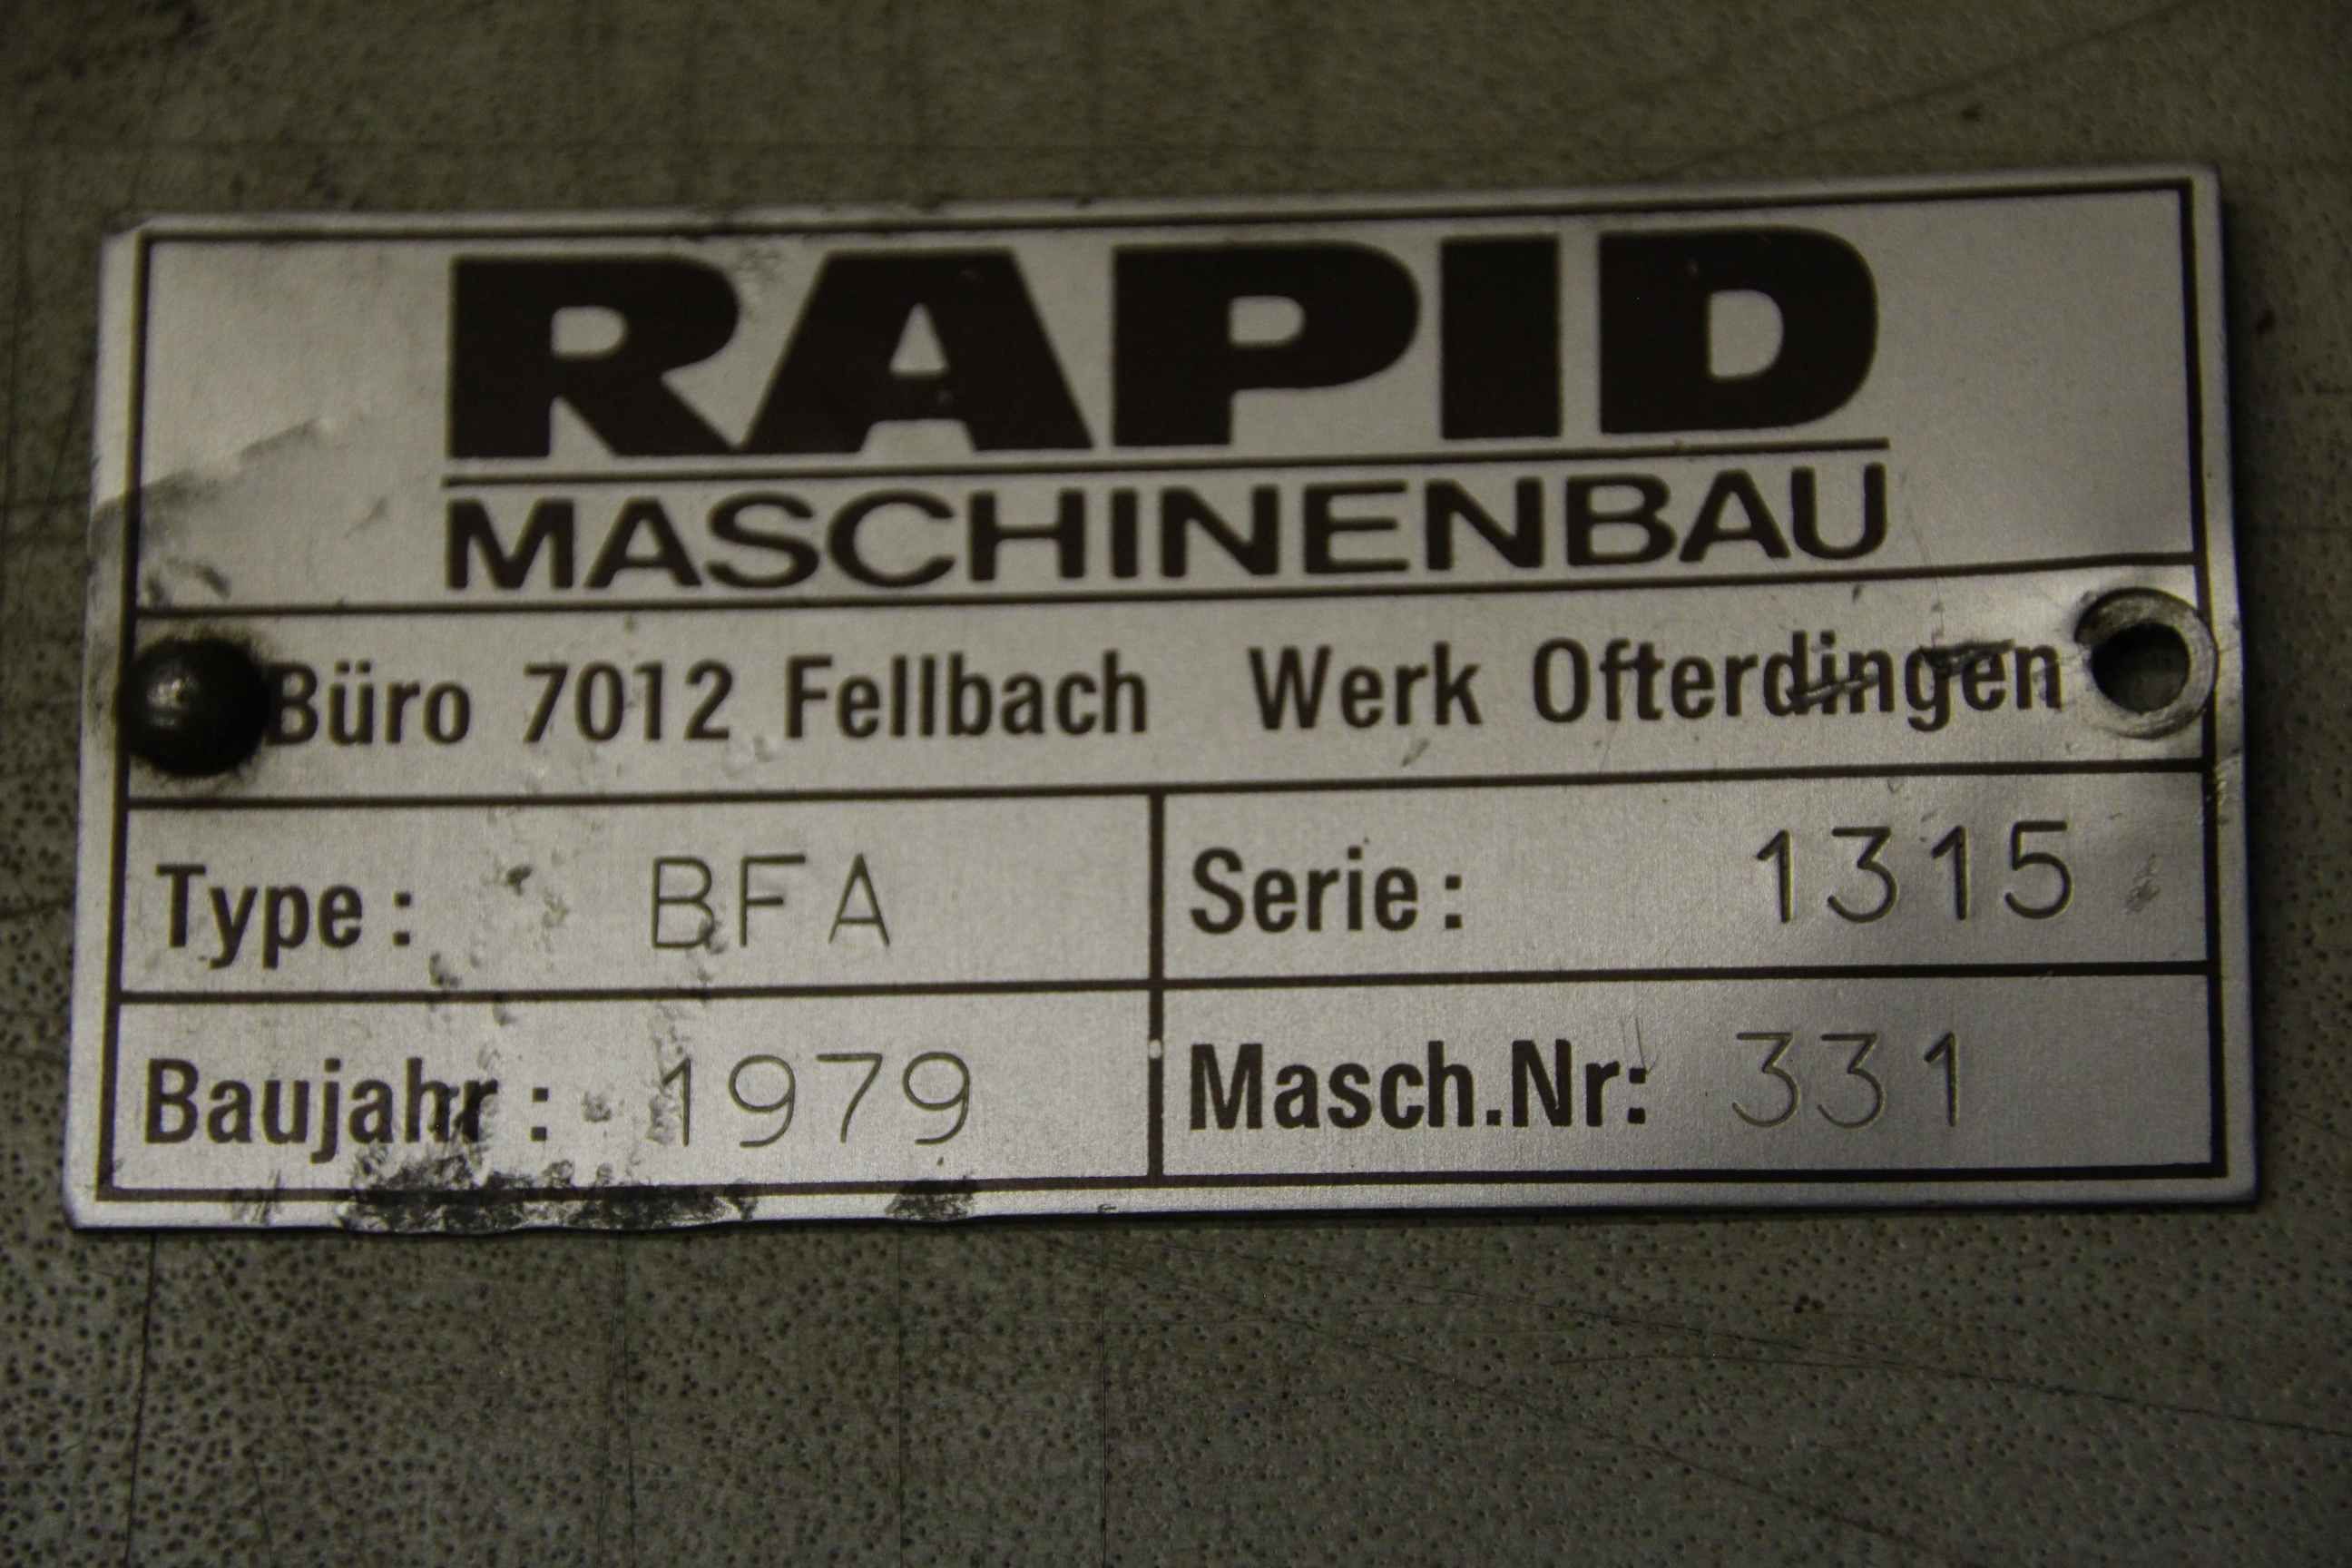 RAPID
MASCHINENBAU
Büro 7012 Fellbach Werk Ofterdingen
Type: BFA Serie: 1315
Baujahr: 1979 Masch.Nr: 331